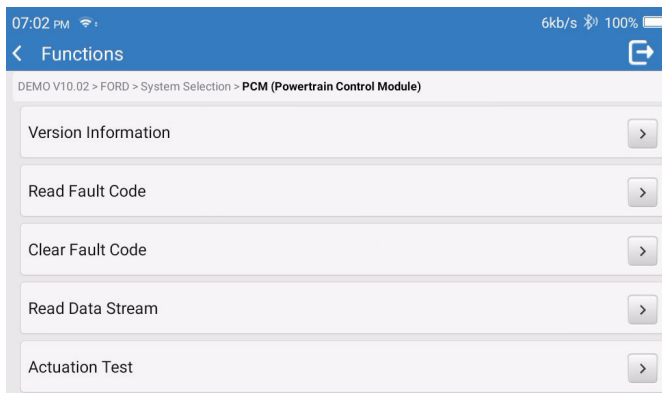 07:02 PM 6kb/s 100%
Functions
DEMO V10.02 > FORD > System Selection > PCM (Powertrain Control Module)
Version Information
Read Fault Code
Clear Fault Code
Read Data Stream
Actuation Test